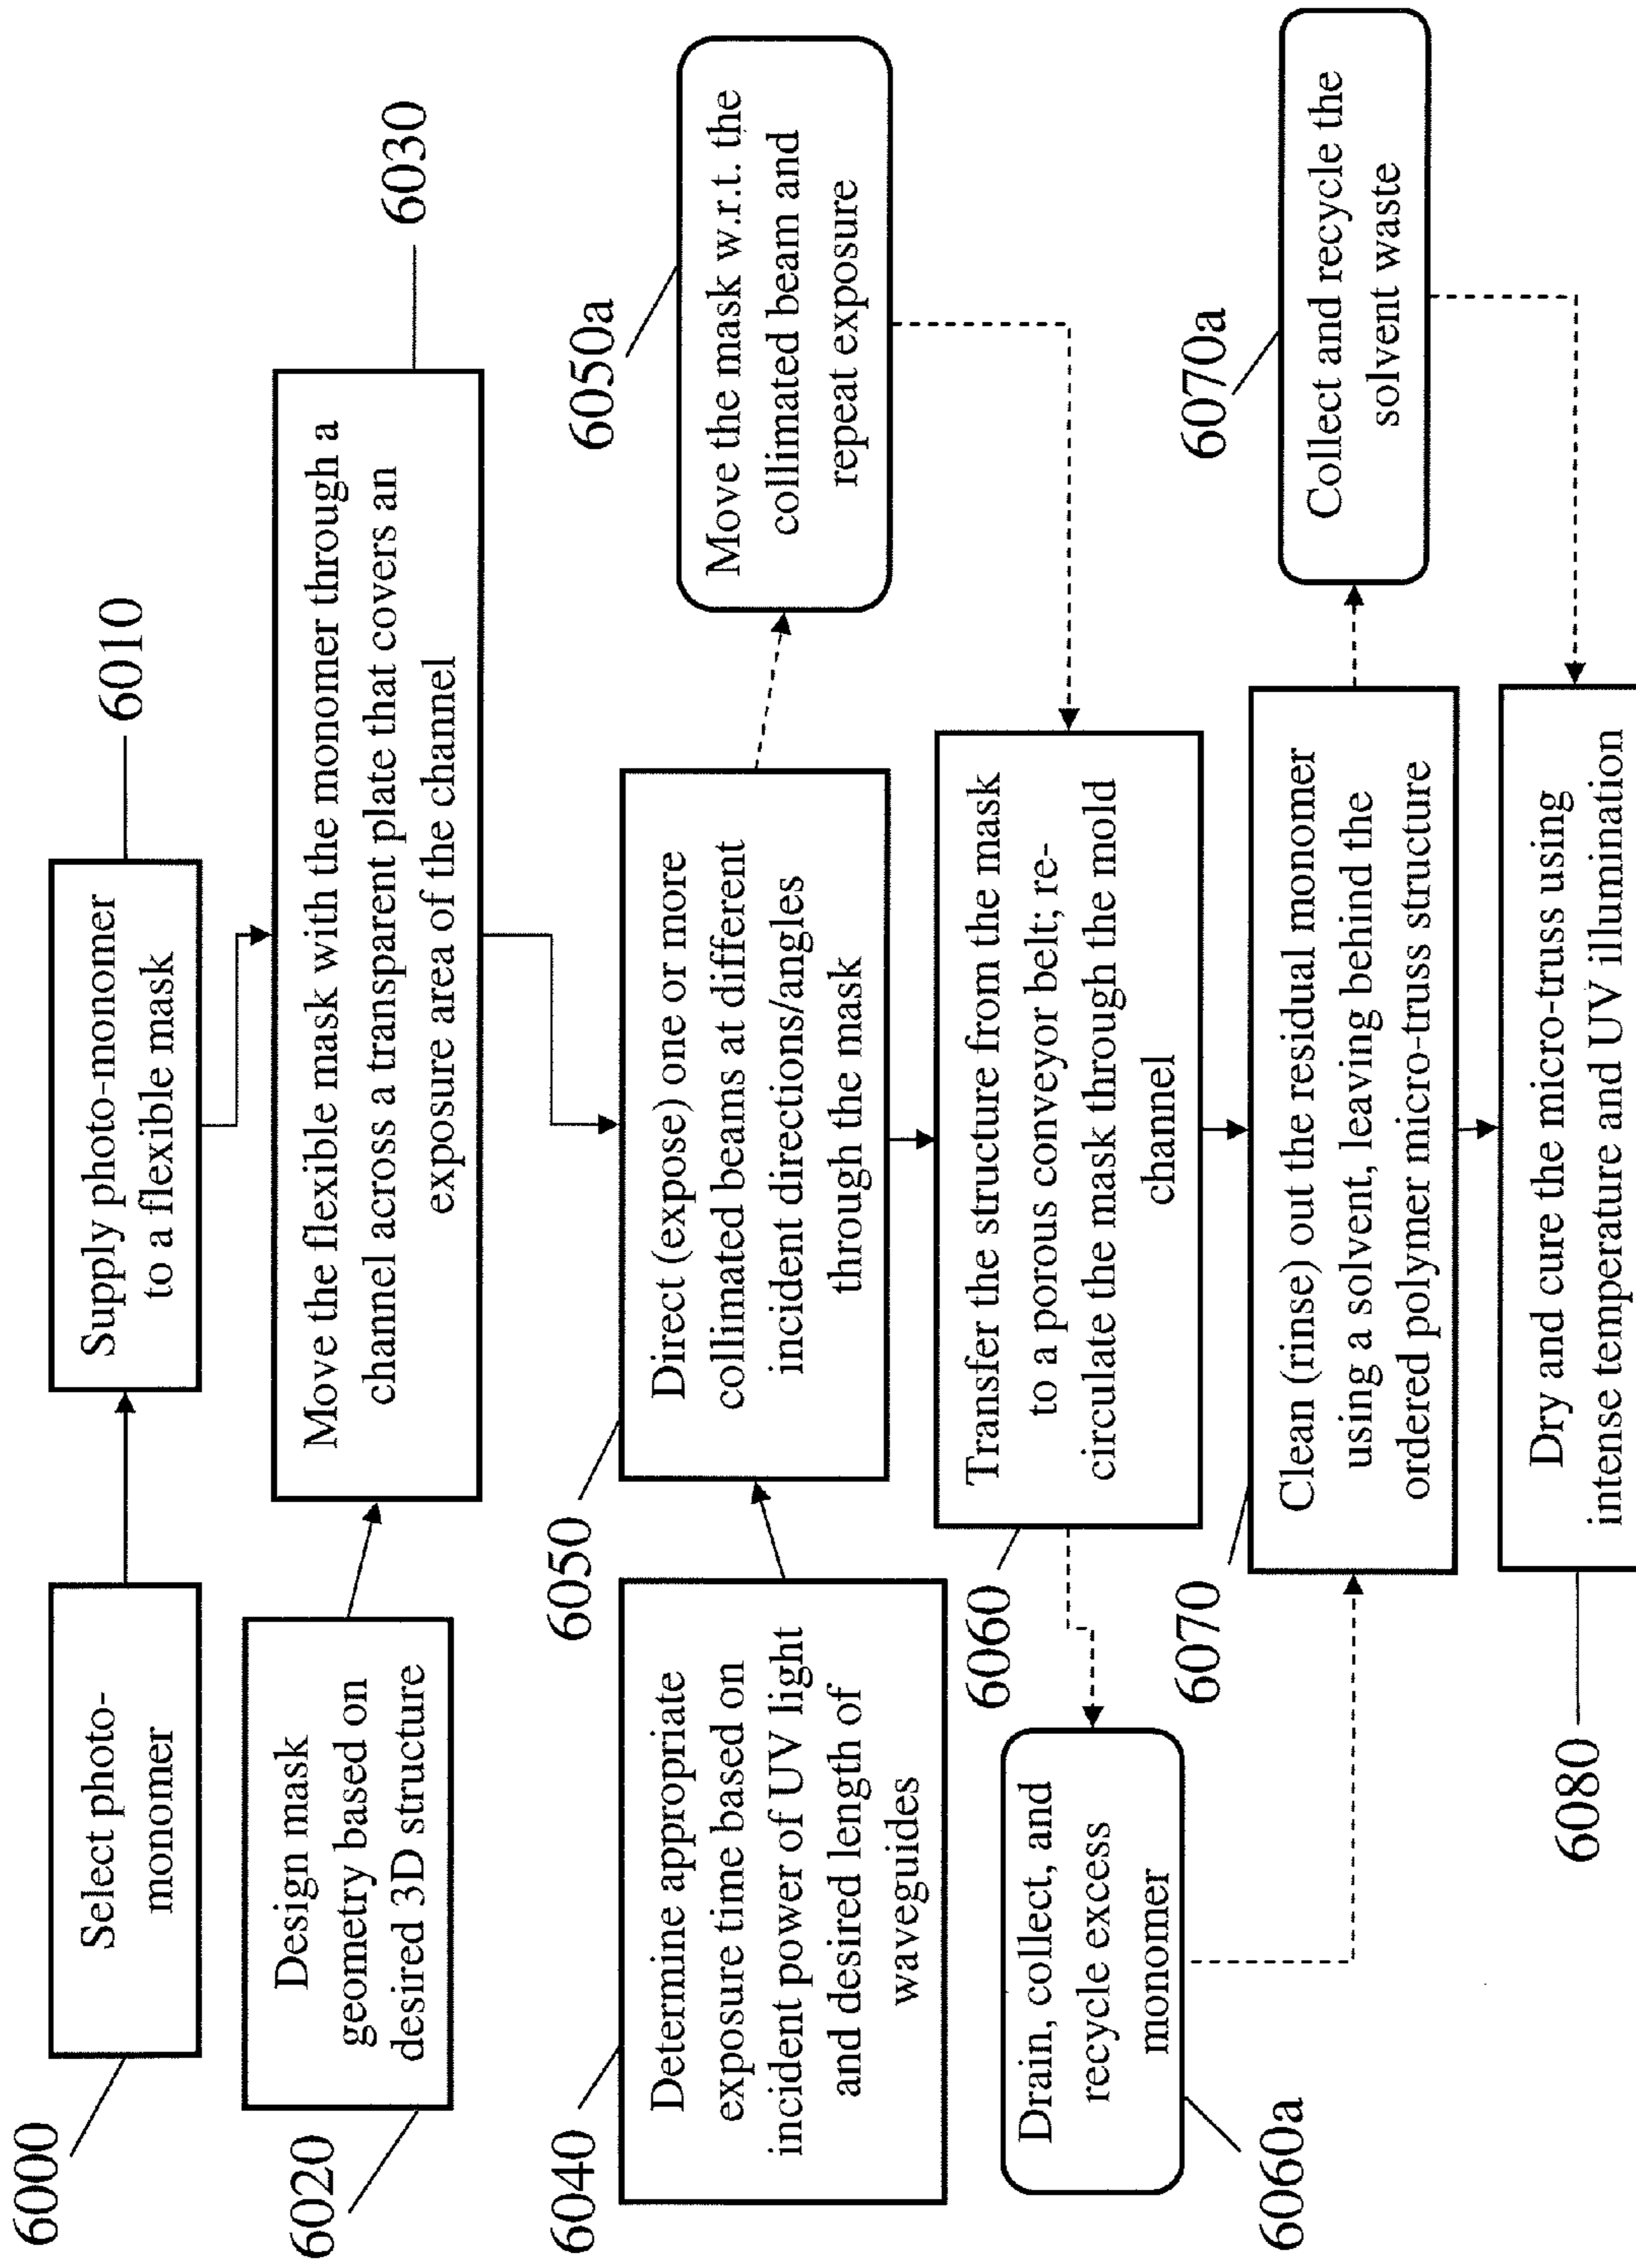 6000
Select photo-
monomer
6010
Supply photo-monomer
to a flexible mask
6020
Design mask
geometry based on
desired 3D structure
6030
Move the flexible mask with the monomer through a
channel across a transparent plate that covers an
exposure area of the channel
6040
Determine appropriate
exposure time based on
incident power of UV light
and desired length of
waveguides
6050
Direct (expose) one or more
collimated beams at different
incident directions/angles
through the mask
6050a
Move the mask w.r.t. the
collimated beam and
repeat exposure
6060
Transfer the structure from the mask
to a porous conveyor belt; re-
circulate the mask through the mold
channel
6060a
Drain, collect, and
recycle excess
monomer
6070
Clean (rinse) out the residual monomer
using a solvent, leaving behind the
ordered polymer micro-truss structure
6070a
Collect and recycle the
solvent waste
6080
Dry and cure the micro-truss using
intense temperature and UV illumination